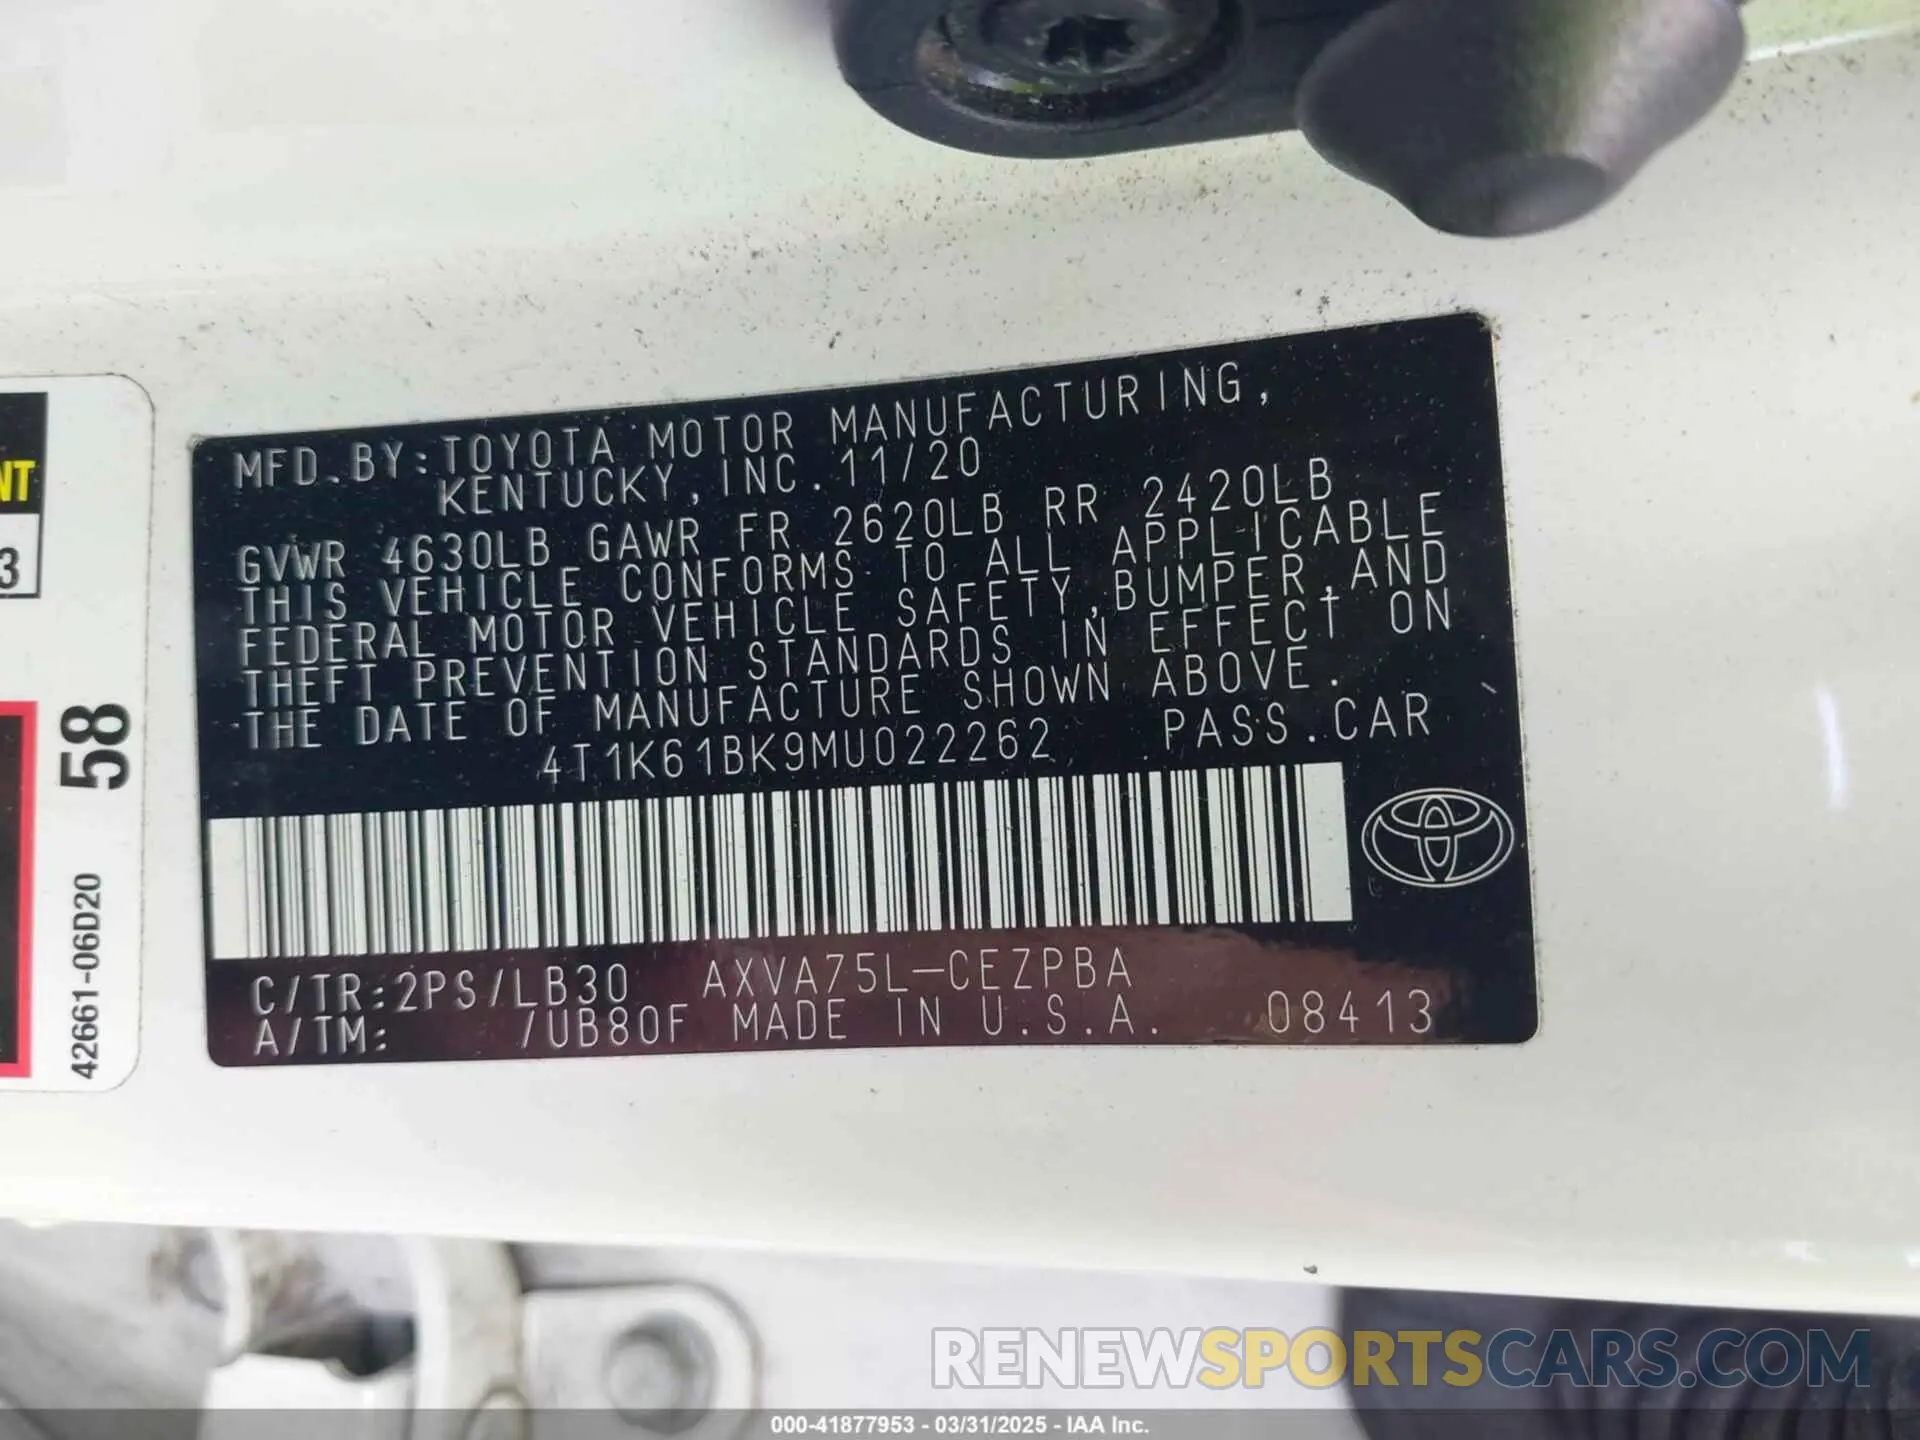 MFD.BY:TOYOTA MOTOR MANUFACTURING,
KENTUCKY,INC.11/20
GVWR 4630LB GAWR FR 2620LB RR 2420LB
THIS VEHICLE CONFORMS TO ALL APPLICABLE
FEDERAL MOTOR VEHICLE SAFETY,BUMPER,AND
THEFT PREVENTION STANDARDS IN EFFECT ON
THE DATE OF MANUFACTURE SHOWN ABOVE.
4T1K61BK9MU022262 PASS.CAR
C/TR:2PS/LB30 AXVA75L-CEZPBA
A/TM: /UB80F MADE IN U.S.A. 08413
NT
3
58
42661-06D20
RENEWSPORTSCARS.COM
000-41877953 - 03/31/2025 - IAA Inc.